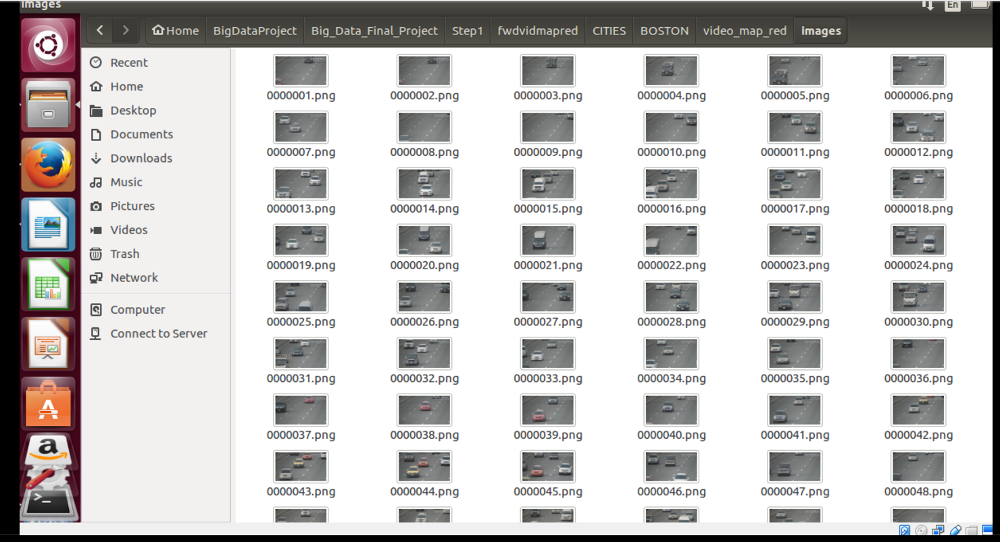 Images
En
Home BigDataProject Big_Data_Final_Project Step1 fwdvidmapred CITIES BOSTON video_map_red images
Recent
Home
Desktop
Documents
Downloads
Music
Pictures
Videos
Trash
Network
Computer
Connect to Server
0000001.png 0000002.png 0000003.png 0000004.png 0000005.png 0000006.png
0000007.png 0000008.png 0000009.png 0000010.png 0000011.png 0000012.png
0000013.png 0000014.png 0000015.png 0000016.png 0000017.png 0000018.png
0000019.png 0000020.png 0000021.png 0000022.png 0000023.png 0000024.png
0000025.png 0000026.png 0000027.png 0000028.png 0000029.png 0000030.png
0000031.png 0000032.png 0000033.png 0000034.png 0000035.png 0000036.png
0000037.png 0000038.png 0000039.png 0000040.png 0000041.png 0000042.png
0000043.png 0000044.png 0000045.png 0000046.png 0000047.png 0000048.png